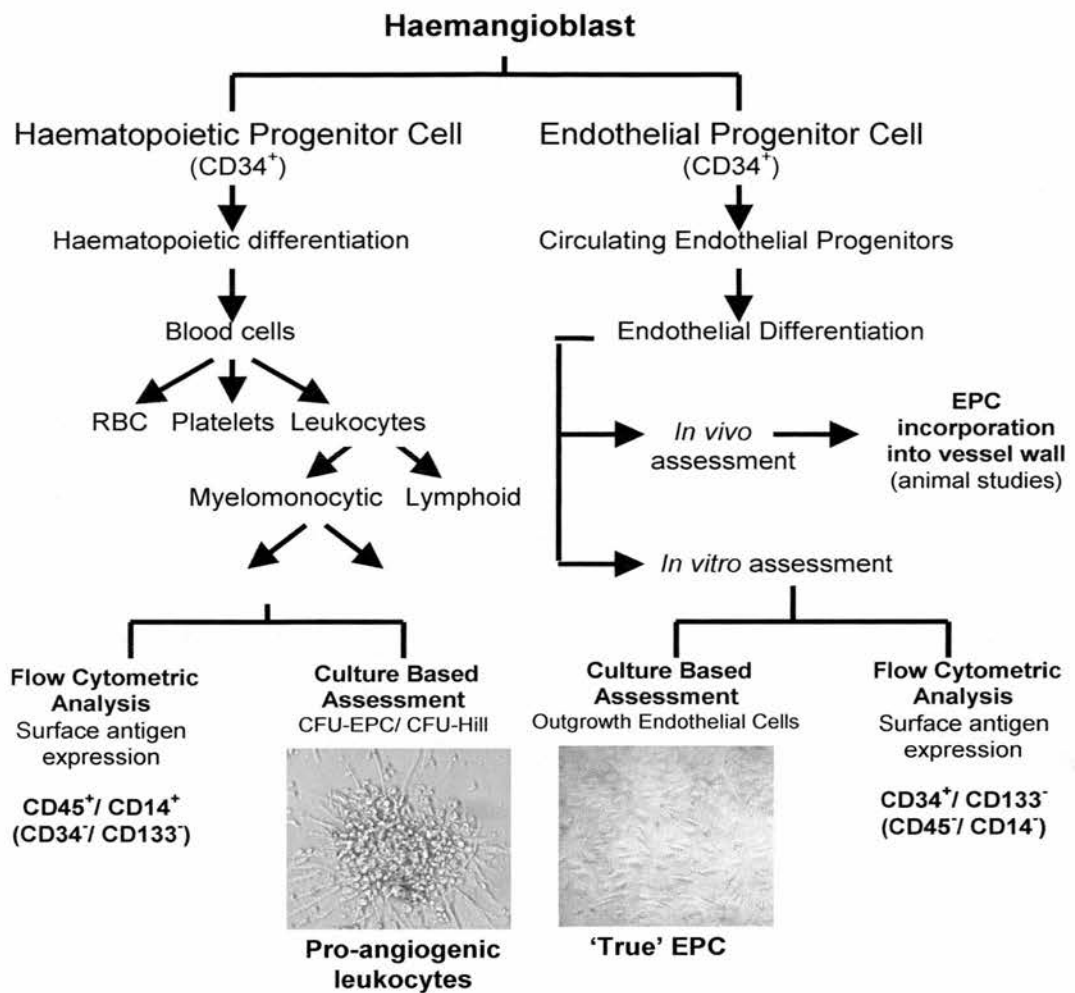 Haemangioblast
Haematopoietic Progenitor Cell
(CD34⁺)
Endothelial Progenitor Cell
(CD34⁺)
Haematopoietic differentiation
Circulating Endothelial Progenitors
Blood cells
Endothelial Differentiation
RBC Platelets Leukocytes
Myelomonocytic Lymphoid
In vivo
assessment
EPC
incorporation
into vessel wall
(animal studies)
In vitro assessment
Flow Cytometric
Analysis
Surface antigen
expression
CD45⁺/ CD14⁺
(CD34⁻/ CD133⁻)
Culture Based
Assessment
CFU-EPC/ CFU-Hill
Pro-angiogenic
leukocytes
Culture Based
Assessment
Outgrowth Endothelial Cells
‘True’ EPC
Flow Cytometric
Analysis
Surface antigen
expression
CD34⁺/ CD133⁻
(CD45⁻/ CD14⁻)